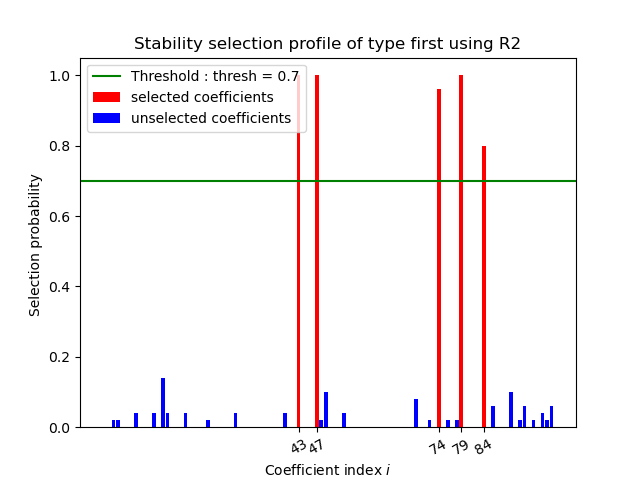 Stability selection profile of type first using R2
Threshold : thresh = 0.7
selected coefficients
unselected coefficients
Selection probability
1.0
0.8
0.6
0.4
0.2
0.0
43 47 74 79 84
Coefficient index i